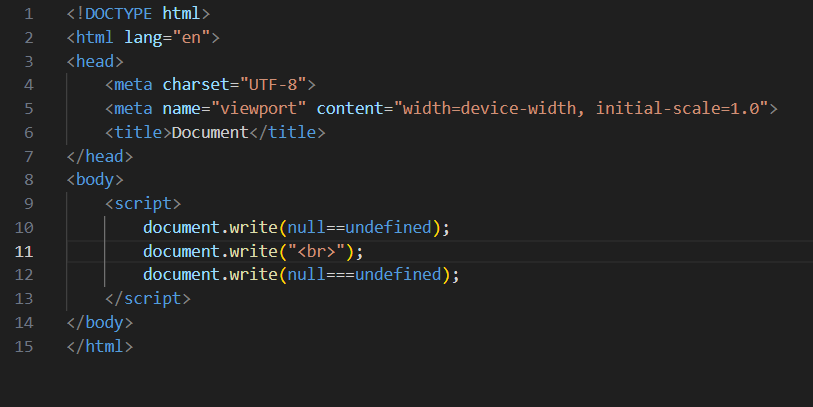 1 <!DOCTYPE html>
2 <html lang="en">
3 <head>
4     <meta charset="UTF-8">
5     <meta name="viewport" content="width=device-width, initial-scale=1.0">
6     <title>Document</title>
7 </head>
8 <body>
9     <script>
10         document.write(null==undefined);
11         document.write("<br>");
12         document.write(null===undefined);
13     </script>
14 </body>
15 </html>